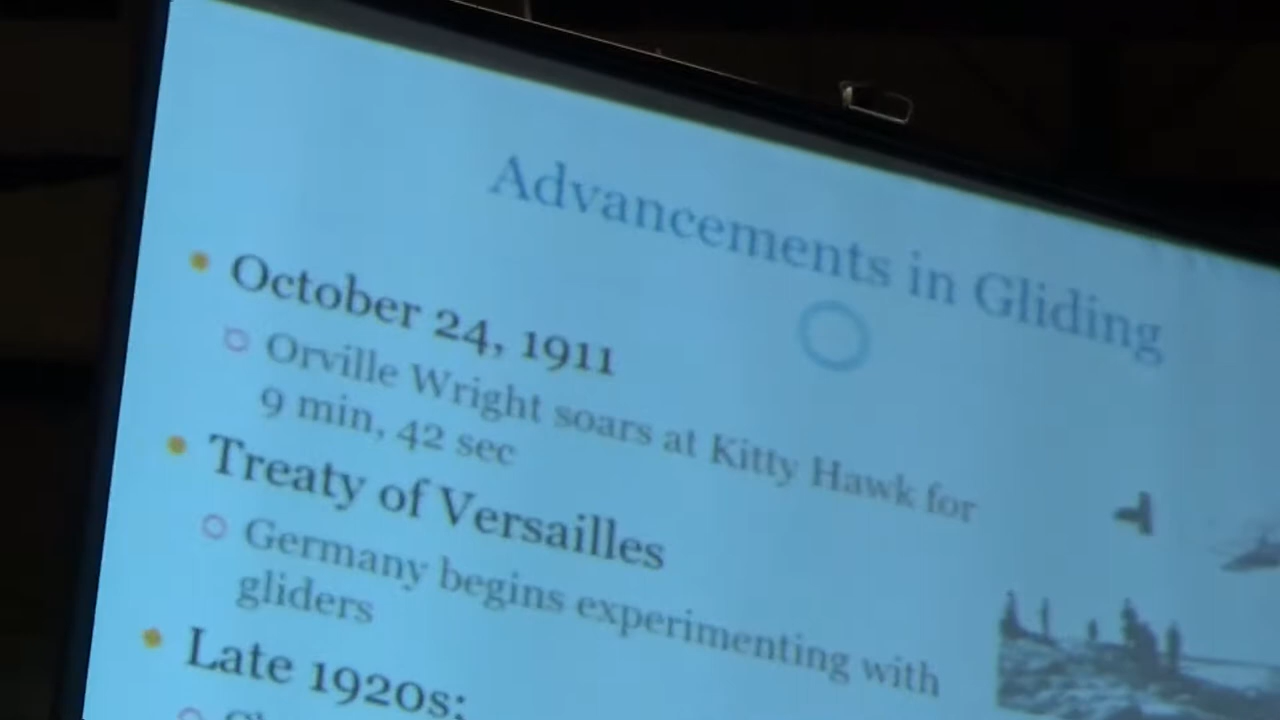 Advancements in Gliding
October 24, 1911
Orville Wright soars at Kitty Hawk for
9 min, 42 sec
Treaty of Versailles
Germany begins experimenting with
gliders
Late 1920s: